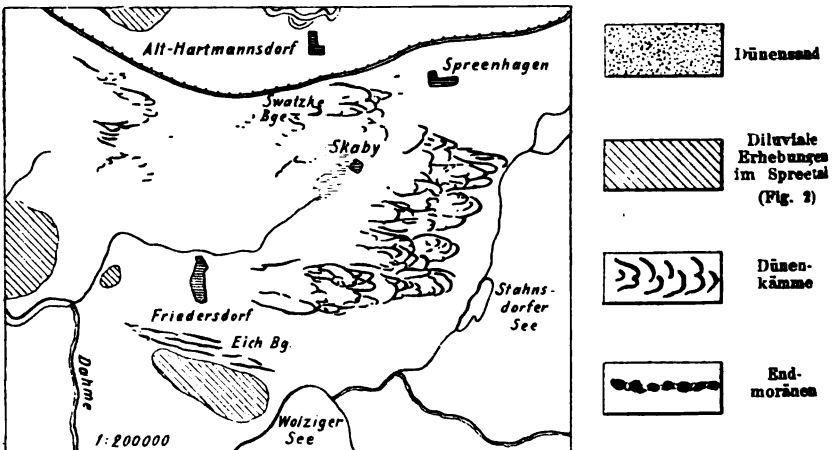 Alt-Hartmannsdorf
Spreenhagen
Swatzke
Bge
Skaby
Friedersdorf
Eich Bg.
Stahns-
dorfer
See
Dahme
Wolziger
See
1:200000
Dünensand
Diluviale
Erhebungen
im Spreetal
(Fig. 2)
Dünen-
kämme
End-
moränen